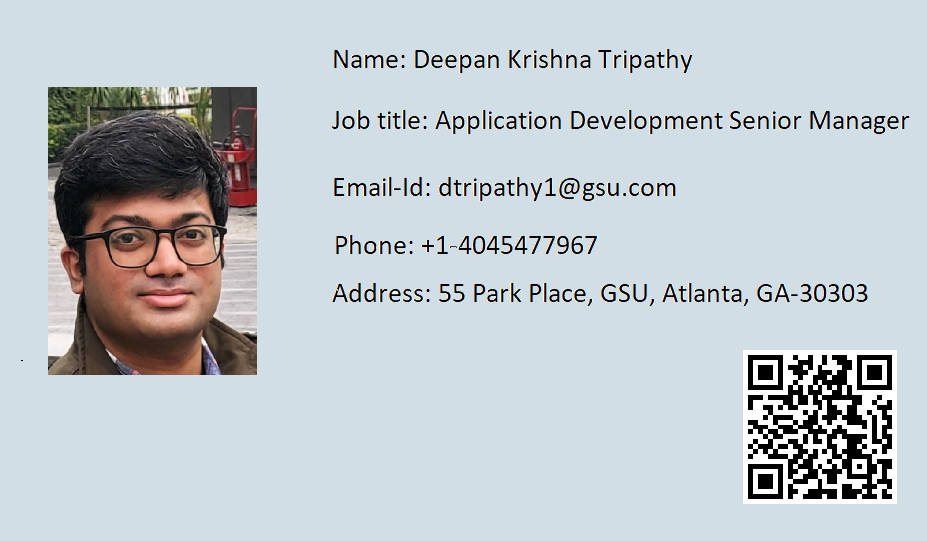 Name: Deepan Krishna Tripathy
Job title: Application Development Senior Manager
Email-Id: dtripathy1@gsu.com
Phone: +1-4045477967
Address: 55 Park Place, GSU, Atlanta, GA-30303